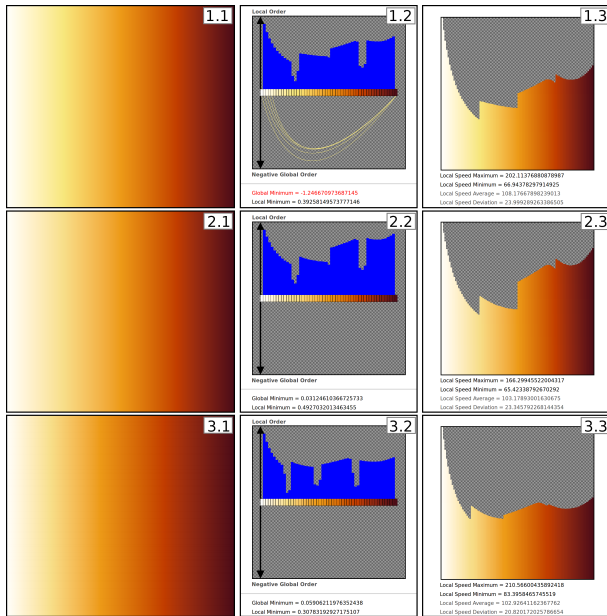 1.1
1.2
Local Order
Negative Global Order
Global Minimum = -1.246670973687145
Local Minimum = 0.39258149573777146
1.3
Local Speed Maximum = 202.11376880878987
Local Speed Minimum = 66.94378297914925
Local Speed Average = 108.17667898239013
Local Speed Deviation = 23.999289263386505
2.1
2.2
Local Order
Negative Global Order
Global Minimum = 0.03124610366725733
Local Minimum = 0.4927032013463455
2.3
Local Speed Maximum = 166.29945522004317
Local Speed Minimum = 65.42338792670292
Local Speed Average = 103.17893001630675
Local Speed Deviation = 23.345792268144354
3.1
3.2
Local Order
Negative Global Order
Global Minimum = 0.05906211976352438
Local Minimum = 0.30783192927175107
3.3
Local Speed Maximum = 210.56600435892418
Local Speed Minimum = 83.3958465745519
Local Speed Average = 102.92641162367762
Local Speed Deviation = 20.820172025786654